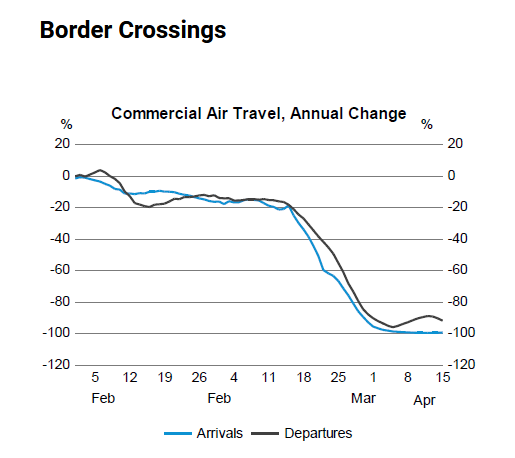 Border Crossings
Commercial Air Travel, Annual Change
% %
20 20
0 0
-20 -20
-40 -40
-60 -60
-80 -80
-100 -100
-120 -120
5 12 19 26 4 11 18 25 1 8 15
Feb Feb Mar Apr
Arrivals Departures